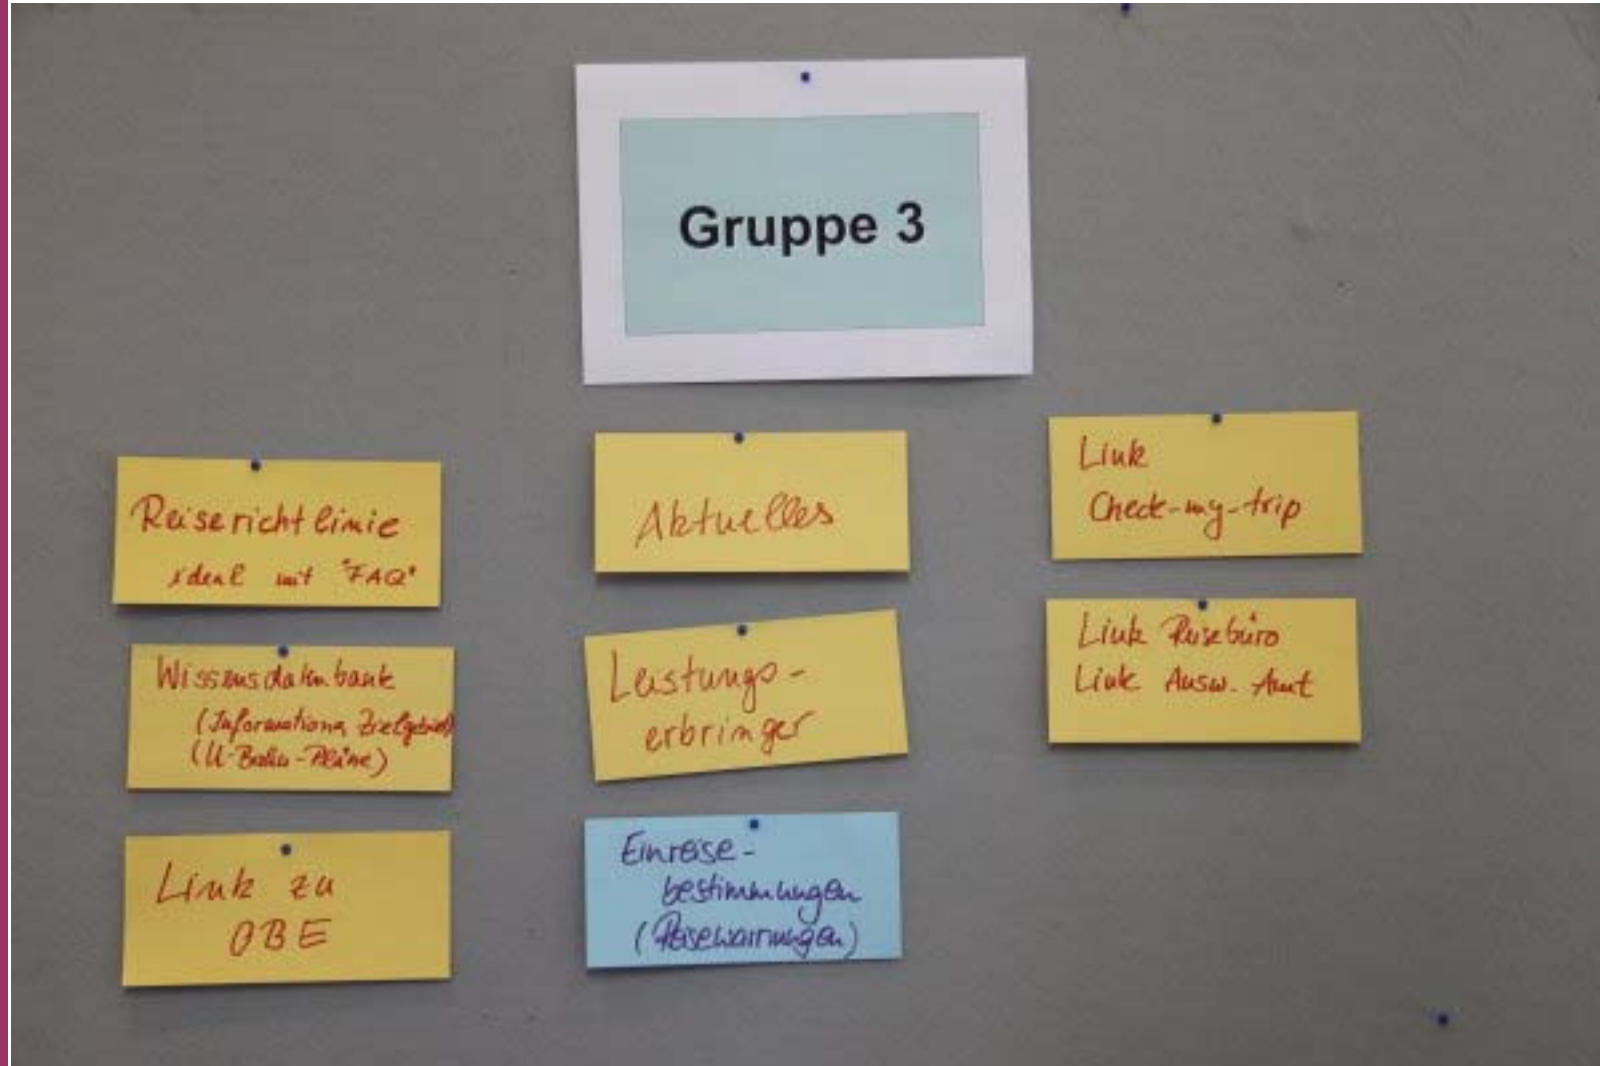 Gruppe 3
Reiserichtlinie
ideal mit "FAQ"
Wissensdatenbank
(Informationen Zielgebiet)
(U-Bahn-Pläne)
Link zu
OBE
Aktuelles
Leistungs-
erbringer
Einreise-
bestimmungen
(Reisewarnungen)
Link
Check-my-trip
Link Reisebüro
Link Ausw. Amt